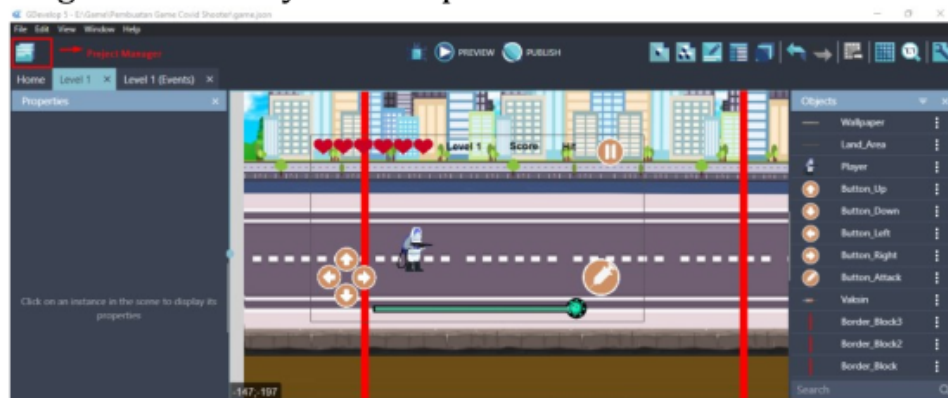 GDevelop 5 - E:\Game\Pembuatan Game Covid Shooter\game.json
File Edit View Window Help
Project Manager
PREVIEW
PUBLISH
Home
Level 1 ×
Level 1 (Events) ×
Properties ×
Objects
Level 1
Score
Hit
Wallpaper
Land_Area
Player
Button_Up
Button_Down
Button_Left
Button_Right
Button_Attack
Vaksin
Border_Block3
Border_Block2
Border_Block
Click on an instance in the scene to display its
properties
-147;-197
Search